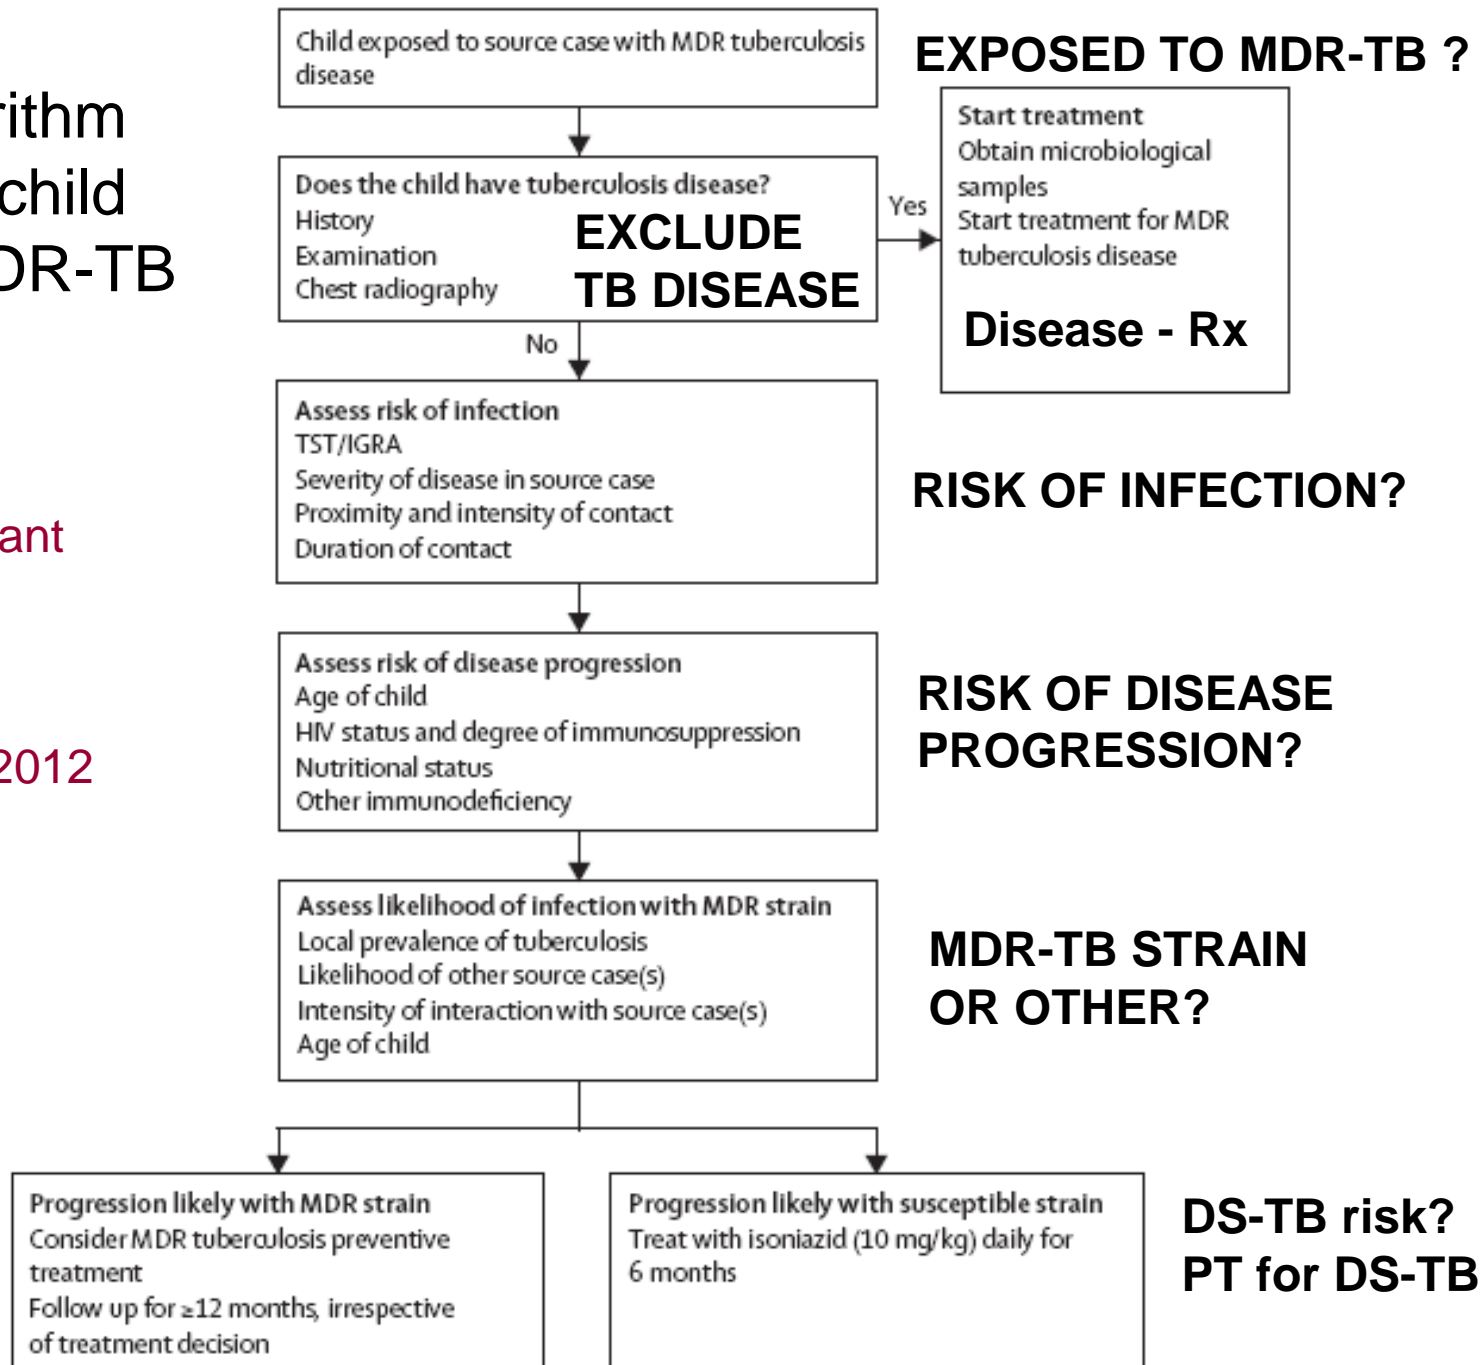 rithm
child
DR-TB
ant
2012
Child exposed to source case with MDR tuberculosis
disease
EXPOSED TO MDR-TB ?
Does the child have tuberculosis disease?
History
Examination
Chest radiography
EXCLUDE
TB DISEASE
Yes
Start treatment
Obtain microbiological
samples
Start treatment for MDR
tuberculosis disease
Disease - Rx
No
Assess risk of infection
TST/IGRA
Severity of disease in source case
Proximity and intensity of contact
Duration of contact
RISK OF INFECTION?
Assess risk of disease progression
Age of child
HIV status and degree of immunosuppression
Nutritional status
Other immunodeficiency
RISK OF DISEASE
PROGRESSION?
Assess likelihood of infection with MDR strain
Local prevalence of tuberculosis
Likelihood of other source case(s)
Intensity of interaction with source case(s)
Age of child
MDR-TB STRAIN
OR OTHER?
Progression likely with MDR strain
Consider MDR tuberculosis preventive
treatment
Follow up for ≥12 months, irrespective
of treatment decision
Progression likely with susceptible strain
Treat with isoniazid (10 mg/kg) daily for
6 months
DS-TB risk?
PT for DS-TB